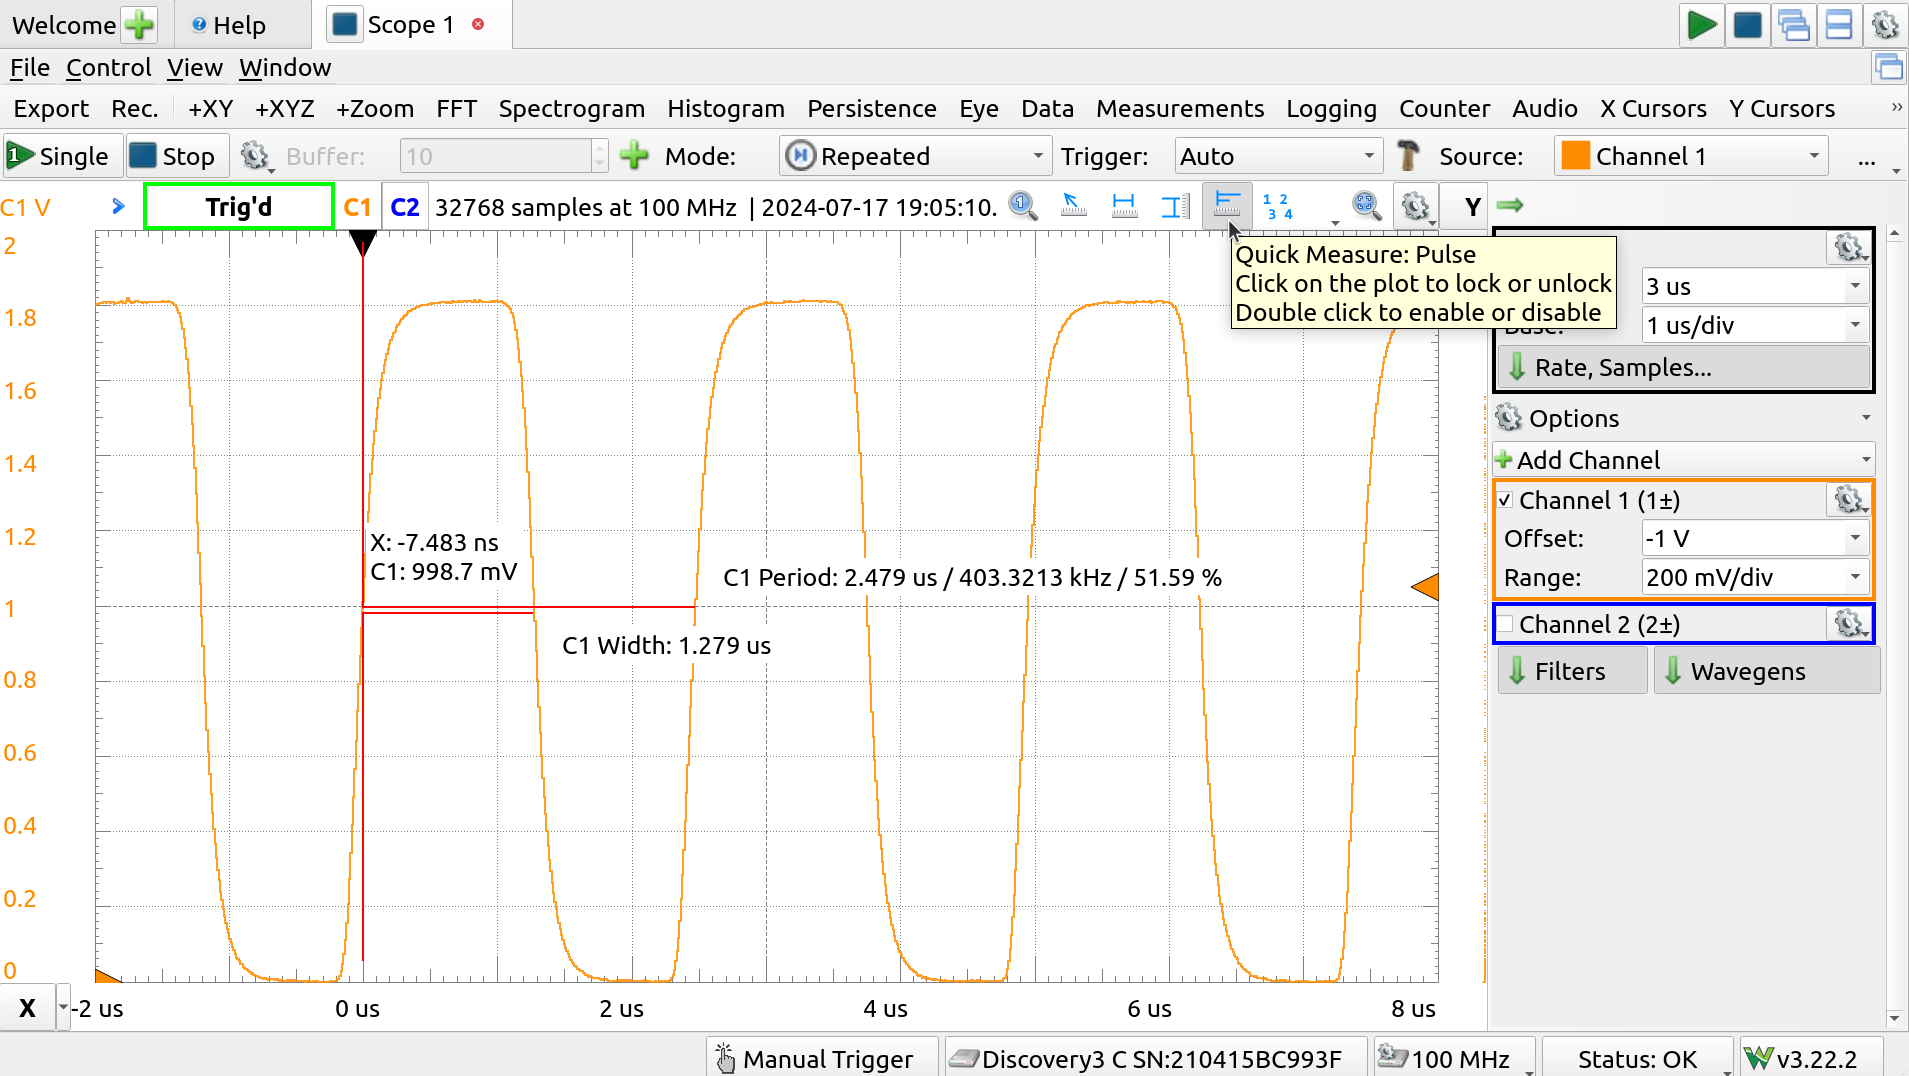 Welcome Help Scope 1
File Control View Window
Export Rec. +XY +XYZ +Zoom FFT Spectrogram Histogram Persistence Eye Data Measurements Logging Counter Audio X Cursors Y Cursors »
1 Single Stop Buffer: 10 Mode: Repeated Trigger: Auto Source: Channel 1 ...
C1 V Trig'd C1 C2 32768 samples at 100 MHz | 2024-07-17 19:05:10. 1 1 2 3 4 Y
Quick Measure: Pulse
Click on the plot to lock or unlock
Double click to enable or disable
3 us
1 us/div
Rate, Samples...
Options
Add Channel
Channel 1 (1±)
Offset: -1 V
Range: 200 mV/div
Channel 2 (2±)
Filters Wavegens
2
1.8
1.6
1.4
1.2
1
0.8
0.6
0.4
0.2
0
X: -7.483 ns
C1: 998.7 mV
C1 Period: 2.479 us / 403.3213 kHz / 51.59 %
C1 Width: 1.279 us
X -2 us 0 us 2 us 4 us 6 us 8 us
Manual Trigger Discovery3 C SN:210415BC993F 100 MHz Status: OK v3.22.2